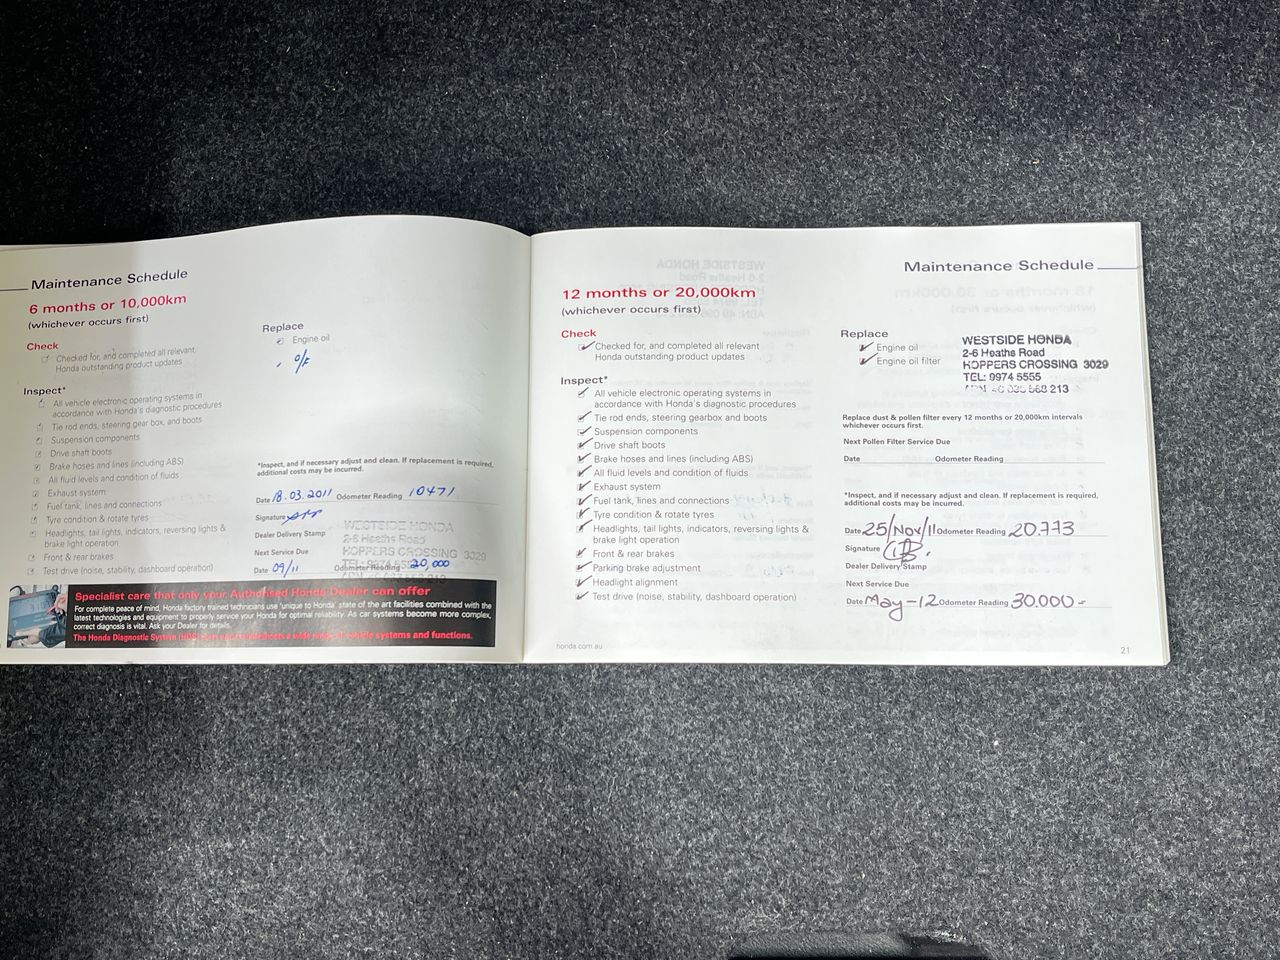 Maintenance Schedule
6 months or 10,000km
(whichever occurs first)
Check
Checked for, and completed all relevant
Honda outstanding product updates
Inspect*
All vehicle electronic operating systems in
accordance with Honda's diagnostic procedures
Tie rod ends, steering gear box, and boots
Suspension components
Drive shaft boots
Brake hoses and lines (including ABS)
All fluid levels and condition of fluids
Exhaust system
Fuel tank, lines and connections
Tyre condition & rotate tyres
Headlights, tail lights, indicators, reversing lights &
brake light operation
Front & rear brakes
Test drive (noise, stability, dashboard operation)
Replace
Engine oil
O/F
*Inspect, and if necessary adjust and clean. If replacement is required,
additional costs may be incurred.
Date 18.03.2011 Odometer Reading 10471
Signature
Dealer Delivery Stamp
WESTSIDE HONDA
2-6 Heaths Road
HOPPERS CROSSING 3029
Next Service Due
Date 09/11 Odometer Reading 20,000
Specialist care that only your Authorised Honda Dealer can offer
For complete peace of mind, Honda factory trained technicians use 'unique to Honda' state of the art facilities combined with the
latest technologies and equipment to properly service your Honda for optimal reliability. As car systems become more complex,
correct diagnosis is vital. Ask your Dealer for details.
The Honda Diagnostic System (HDS) vehicle systems and functions.
Maintenance Schedule
12 months or 20,000km
(whichever occurs first)
Check
Checked for, and completed all relevant
Honda outstanding product updates
Inspect*
All vehicle electronic operating systems in
accordance with Honda's diagnostic procedures
Tie rod ends, steering gearbox and boots
Suspension components
Drive shaft boots
Brake hoses and lines (including ABS)
All fluid levels and condition of fluids
Exhaust system
Fuel tank, lines and connections
Tyre condition & rotate tyres
Headlights, tail lights, indicators, reversing lights &
brake light operation
Front & rear brakes
Parking brake adjustment
Headlight alignment
Test drive (noise, stability, dashboard operation)
Replace
Engine oil
Engine oil filter
WESTSIDE HONDA
2-6 Heaths Road
HOPPERS CROSSING 3029
TEL: 9974 5555
213
Replace dust & pollen filter every 12 months or 20,000km intervals
whichever occurs first.
Next Pollen Filter Service Due
Date Odometer Reading
*Inspect, and if necessary adjust and clean. If replacement is required,
additional costs may be incurred.
Date 25/Nov/11 Odometer Reading 20.773
Signature
Dealer Delivery Stamp
Next Service Due
Date May-12 Odometer Reading 30.000-
honda.com.au
21